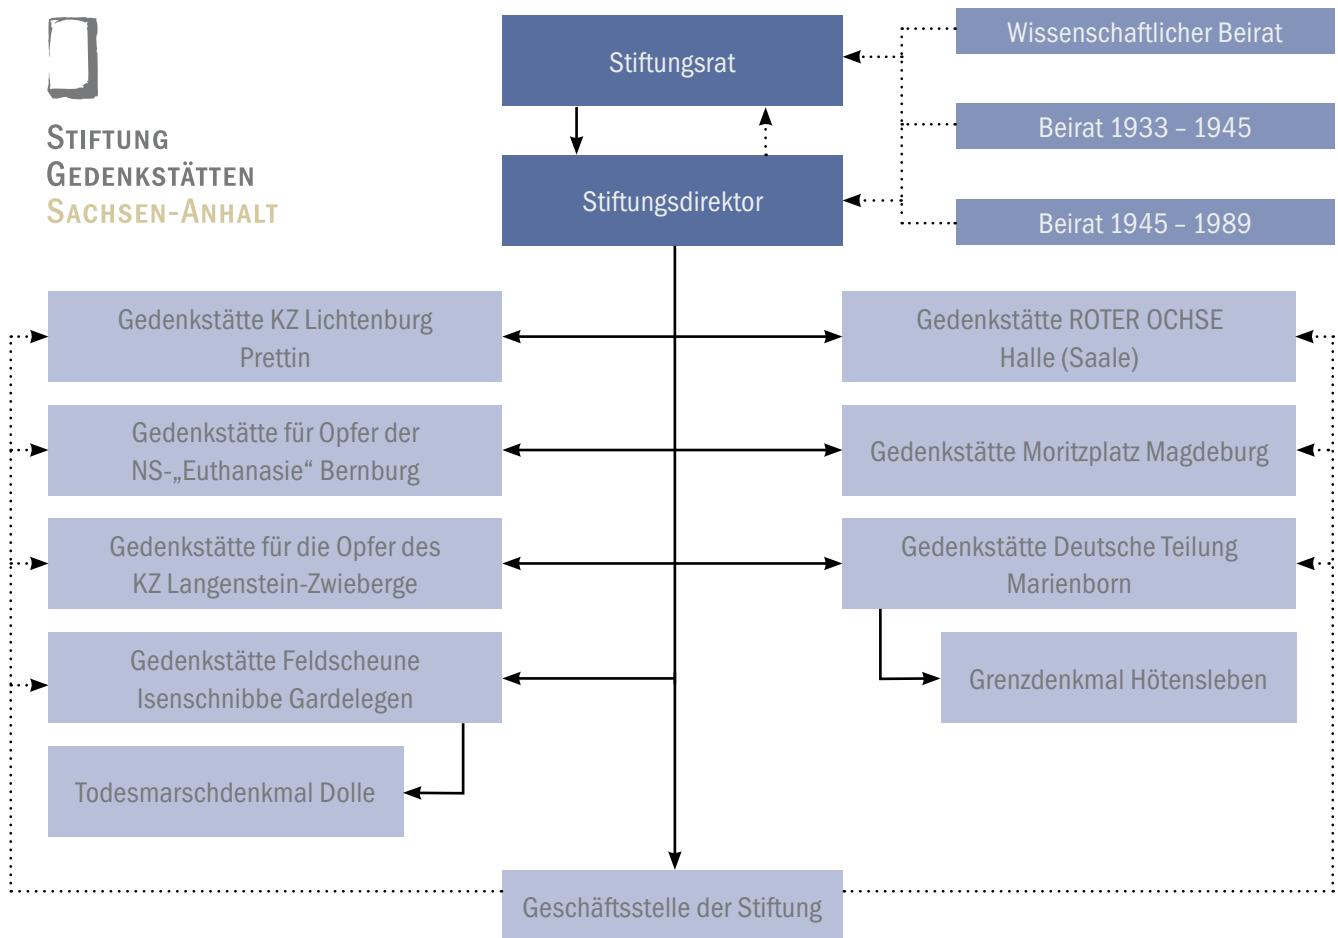 STIFTUNG
GEDENKSTÄTTEN
SACHSEN-ANHALT
Stiftungsrat
Stiftungsdirektor
Wissenschaftlicher Beirat
Beirat 1933 – 1945
Beirat 1945 – 1989
Gedenkstätte KZ Lichtenburg
Prettin
Gedenkstätte ROTER OCHSE
Halle (Saale)
Gedenkstätte für Opfer der
NS-„Euthanasie“ Bernburg
Gedenkstätte Moritzplatz Magdeburg
Gedenkstätte für die Opfer des
KZ Langenstein-Zwieberge
Gedenkstätte Deutsche Teilung
Marienborn
Gedenkstätte Feldscheune
Isenschnibbe Gardelegen
Grenzdenkmal Hötensleben
Todesmarschdenkmal Dolle
Geschäftsstelle der Stiftung